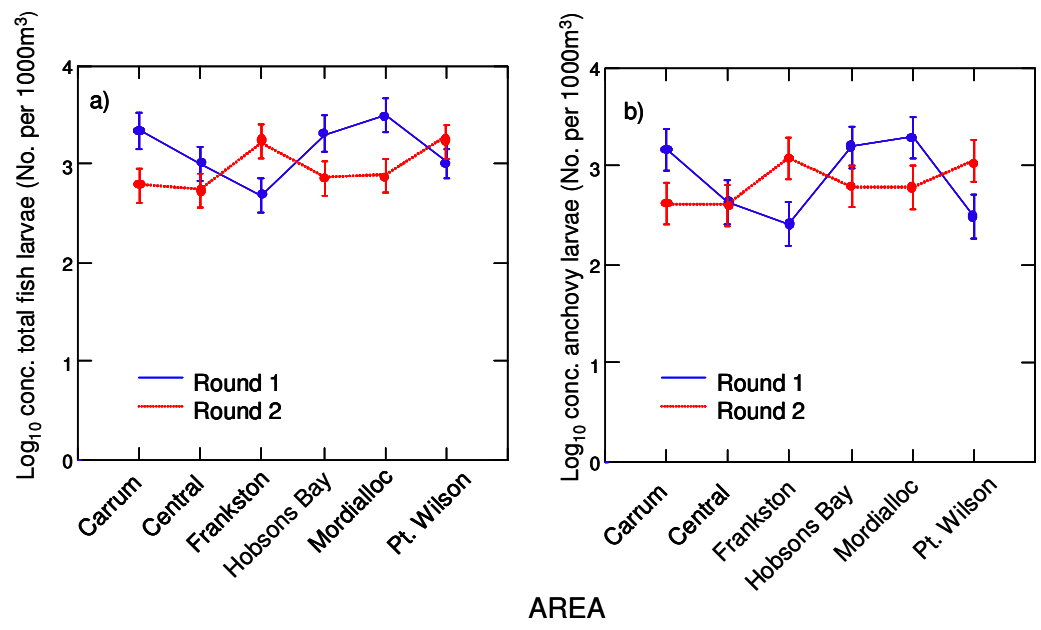 Log10 conc. total fish larvae (No. per 1000m³)
a)
4
3
2
1
0
Round 1
Round 2
Carrum
Central
Frankston
Hobsons Bay
Mordialloc
Pt. Wilson
Log10 conc. anchovy larvae (No. per 1000m³)
b)
4
3
2
1
0
Round 1
Round 2
Carrum
Central
Frankston
Hobsons Bay
Mordialloc
Pt. Wilson
AREA